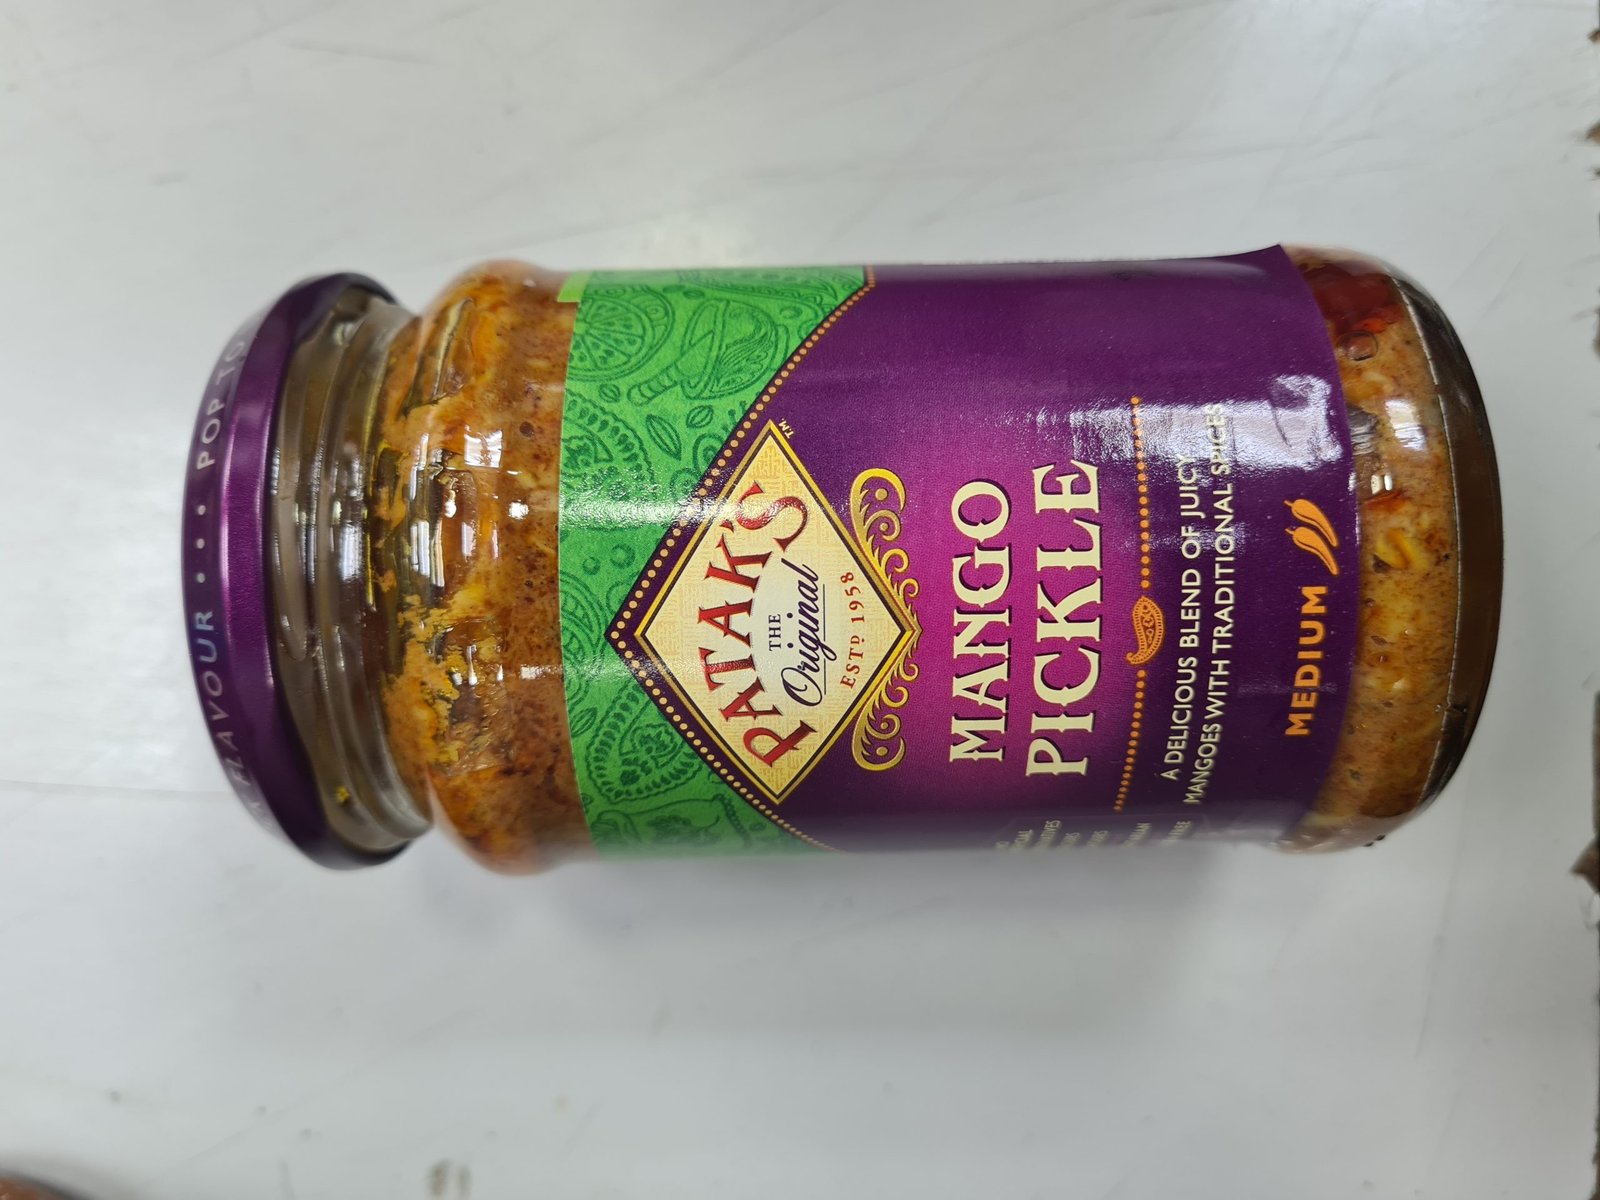 POP TO
FLAVOUR
PATAK'S
TM
THE
Original
ESTD 1958
MANGO
PICKLE
A DELICIOUS BLEND OF JUICY
MANGOES WITH TRADITIONAL SPICES
MEDIUM